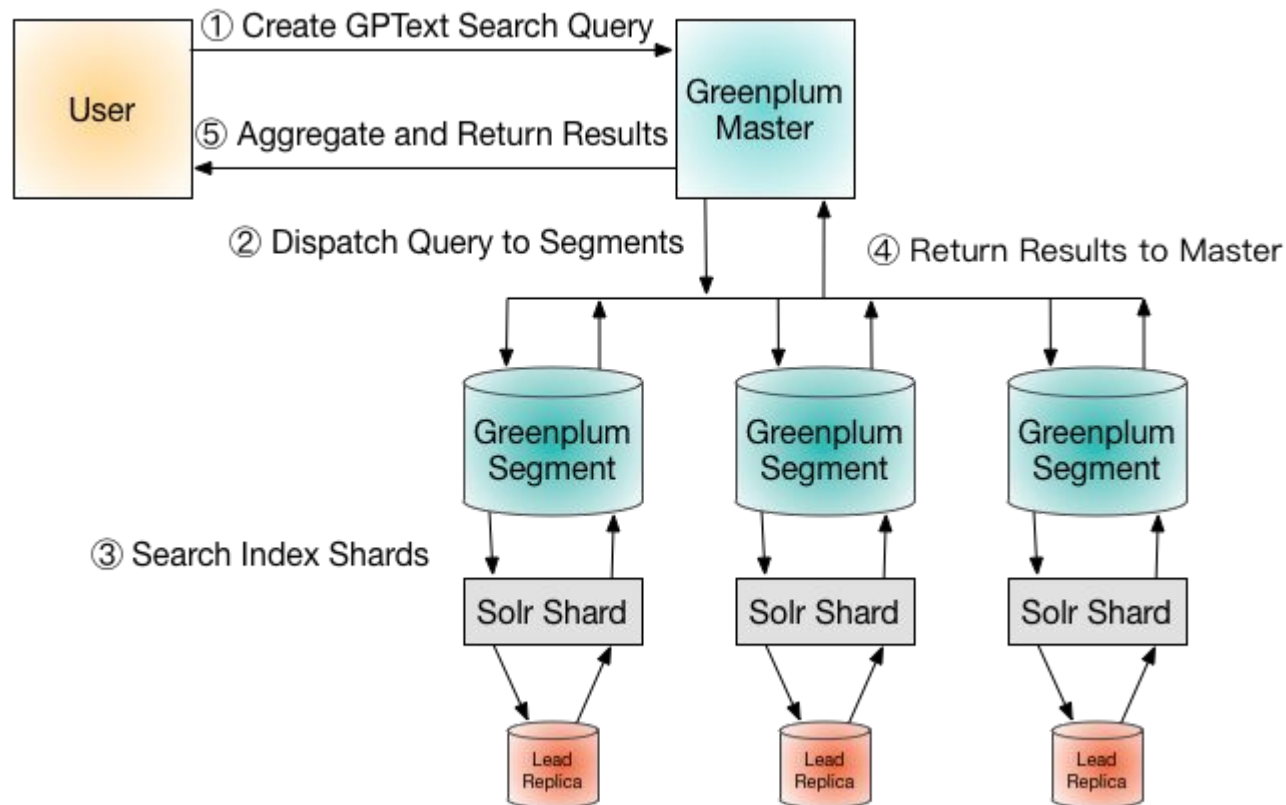 ① Create GPText Search Query
User
Greenplum
Master
⑤ Aggregate and Return Results
② Dispatch Query to Segments
④ Return Results to Master
Greenplum
Segment
Greenplum
Segment
Greenplum
Segment
③ Search Index Shards
Solr Shard
Solr Shard
Solr Shard
Lead
Replica
Lead
Replica
Lead
Replica